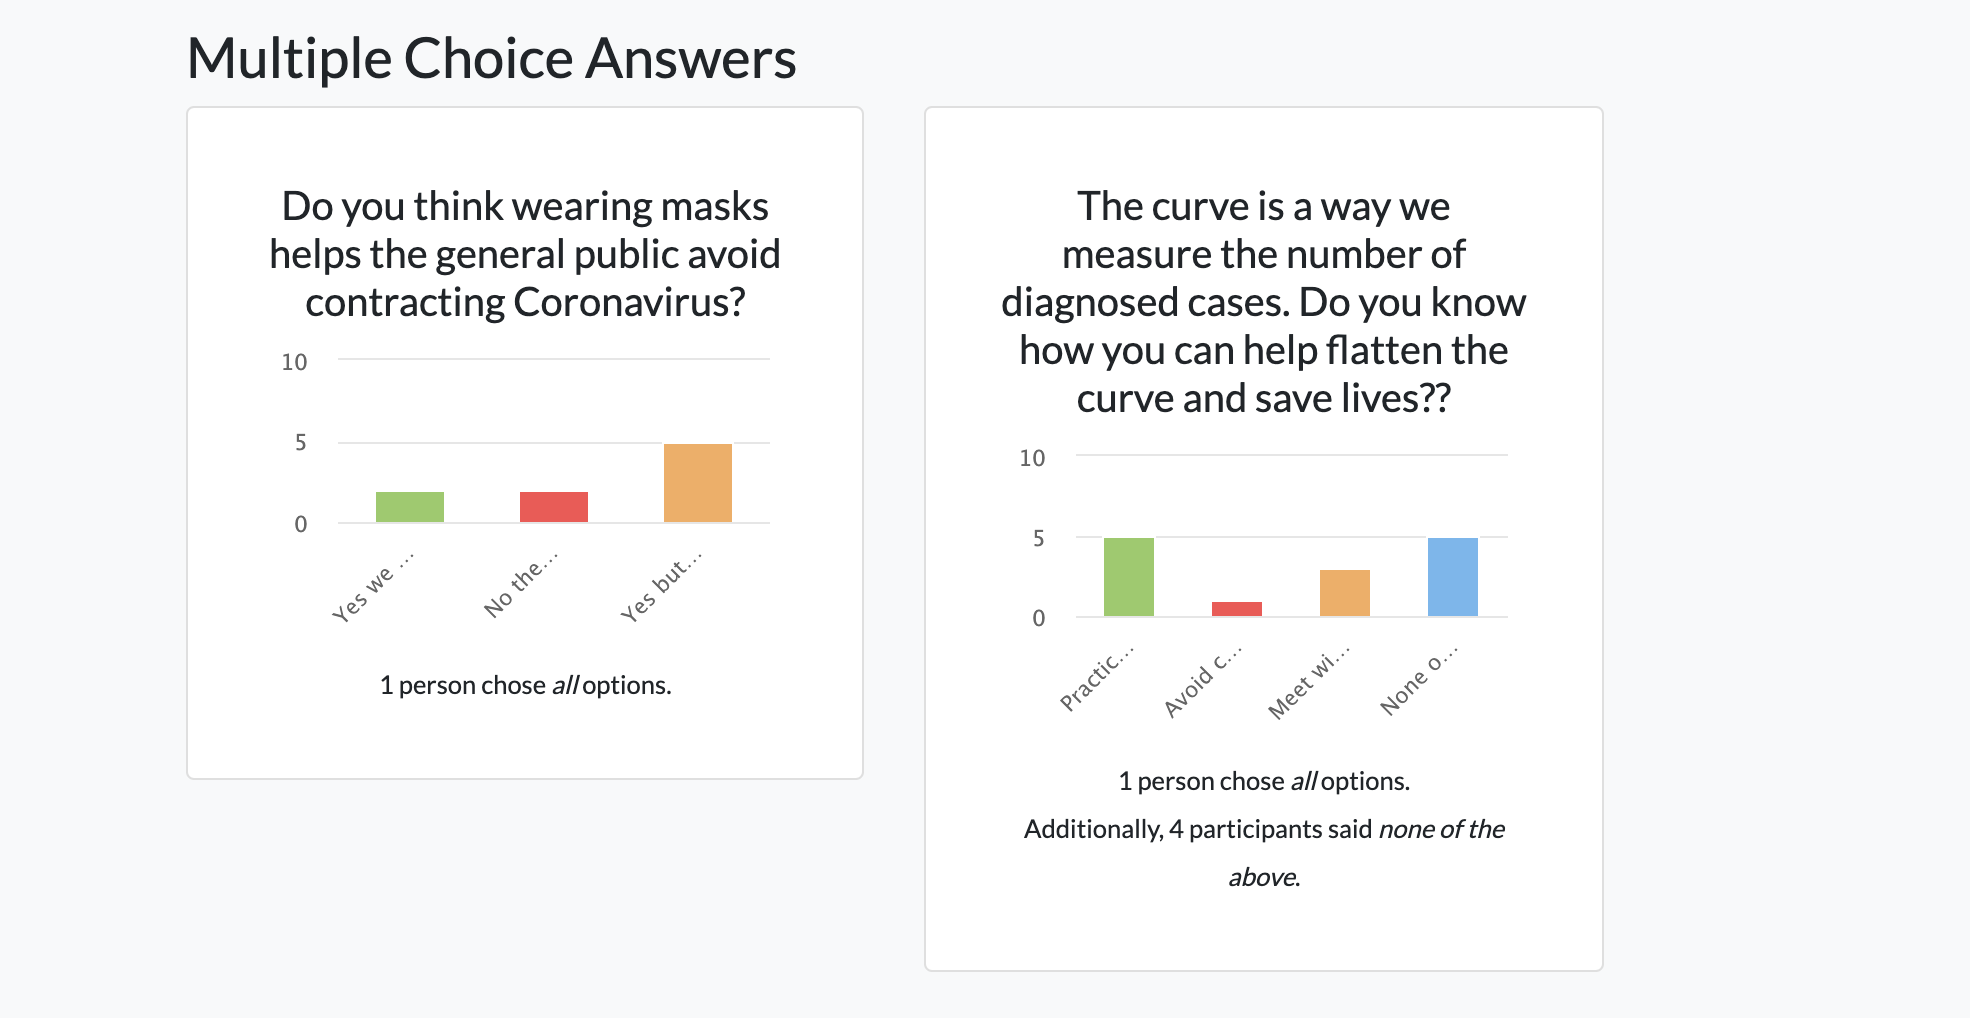 Multiple Choice Answers
Do you think wearing masks
helps the general public avoid
contracting Coronavirus?
10
5
0
Yes we ...
No the...
Yes but...
1 person chose all options.
The curve is a way we
measure the number of
diagnosed cases. Do you know
how you can help flatten the
curve and save lives??
10
5
0
Practic...
Avoid c...
Meet wi...
None o...
1 person chose all options.
Additionally, 4 participants said none of the
above.